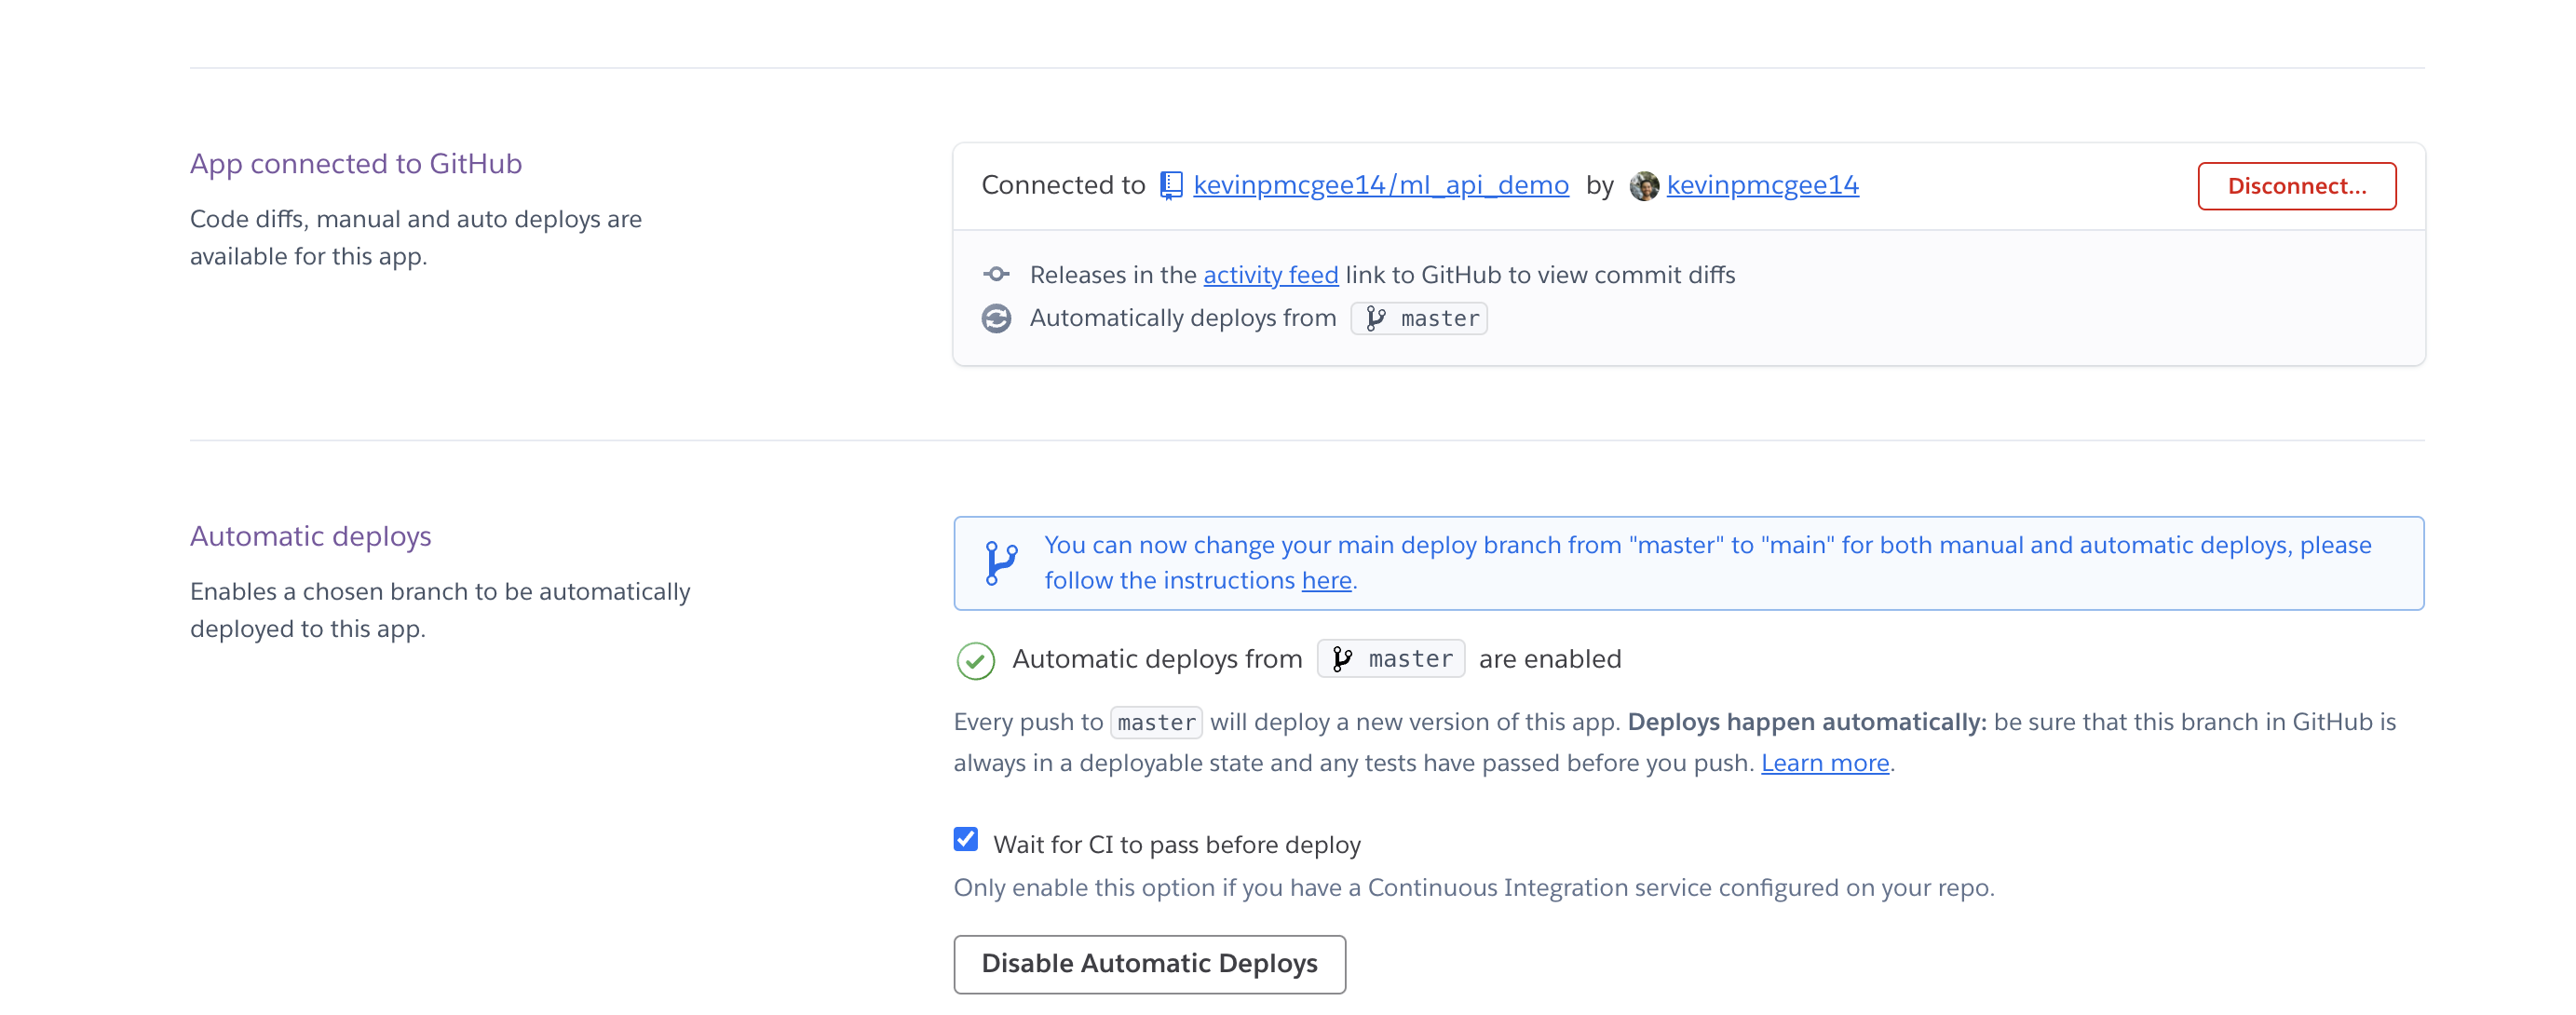 App connected to GitHub
Code diffs, manual and auto deploys are
available for this app.
Connected to kevinpmcgee14/ml_api_demo by kevinpmcgee14
Disconnect...
Releases in the activity feed link to GitHub to view commit diffs
Automatically deploys from master
Automatic deploys
Enables a chosen branch to be automatically
deployed to this app.
You can now change your main deploy branch from "master" to "main" for both manual and automatic deploys, please
follow the instructions here.
Automatic deploys from master are enabled
Every push to master will deploy a new version of this app. Deploys happen automatically: be sure that this branch in GitHub is
always in a deployable state and any tests have passed before you push. Learn more.
Wait for CI to pass before deploy
Only enable this option if you have a Continuous Integration service configured on your repo.
Disable Automatic Deploys